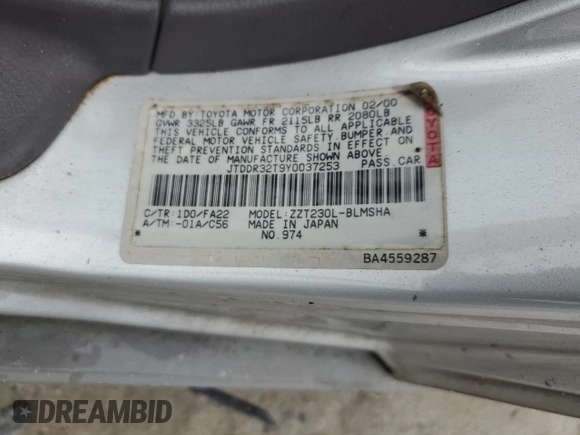 MFD BY TOYOTA MOTOR CORPORATION 02/00
GVWR 3325LB GAWR FR 2115LB RR 2080LB
THIS VEHICLE CONFORMS TO ALL APPLICABLE
FEDERAL MOTOR VEHICLE SAFETY, BUMPER, AND
THEFT PREVENTION STANDARDS IN EFFECT ON
THE DATE OF MANUFACTURE SHOWN ABOVE.
JTDDR32T9Y0037253 PASS.CAR
TOYOTA
C/TR: 1D0/FA22 MODEL: ZZT230L-BLMSHA
A/TM: -01A/C56 MADE IN JAPAN
NO.974
* *
BA4559287
DREAMBID